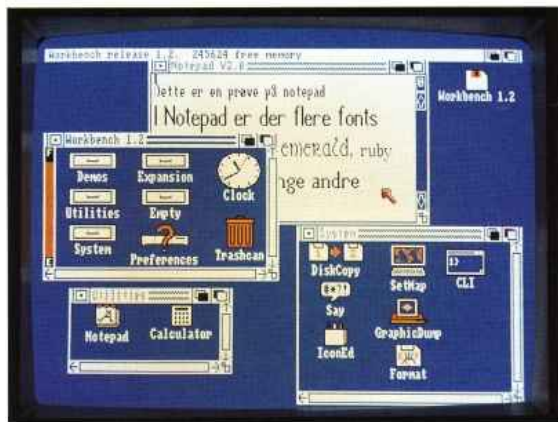 Workbench release 1.2. 245624 free memory
Notepad V2.0
Dette er en prøve på notepad
I Notepad er der flere fonts
emerald, ruby
nge andre
Workbench 1.2
Workbench 1.2
Demos
Expansion
Clock
Utilities
Empty
System
Preferences
Trashcan
System
DiskCopy
SetMap
CLI
Say
GraphicDump
IconEd
Format
Utilities
Notepad
Calculator